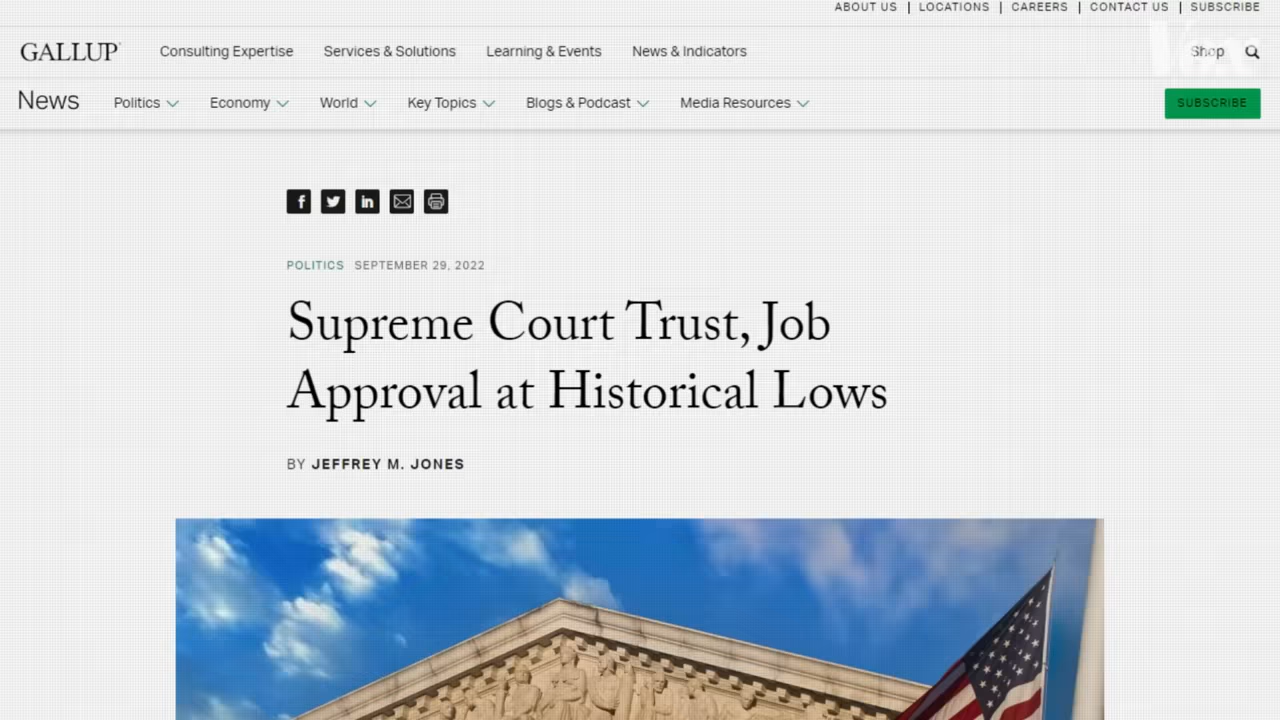 ABOUT US | LOCATIONS | CAREERS | CONTACT US | SUBSCRIBE
GALLUP Consulting Expertise Services & Solutions Learning & Events News & Indicators Shop
Vox
News Politics Economy World Key Topics Blogs & Podcast Media Resources SUBSCRIBE
POLITICS SEPTEMBER 29, 2022
Supreme Court Trust, Job
Approval at Historical Lows
BY JEFFREY M. JONES